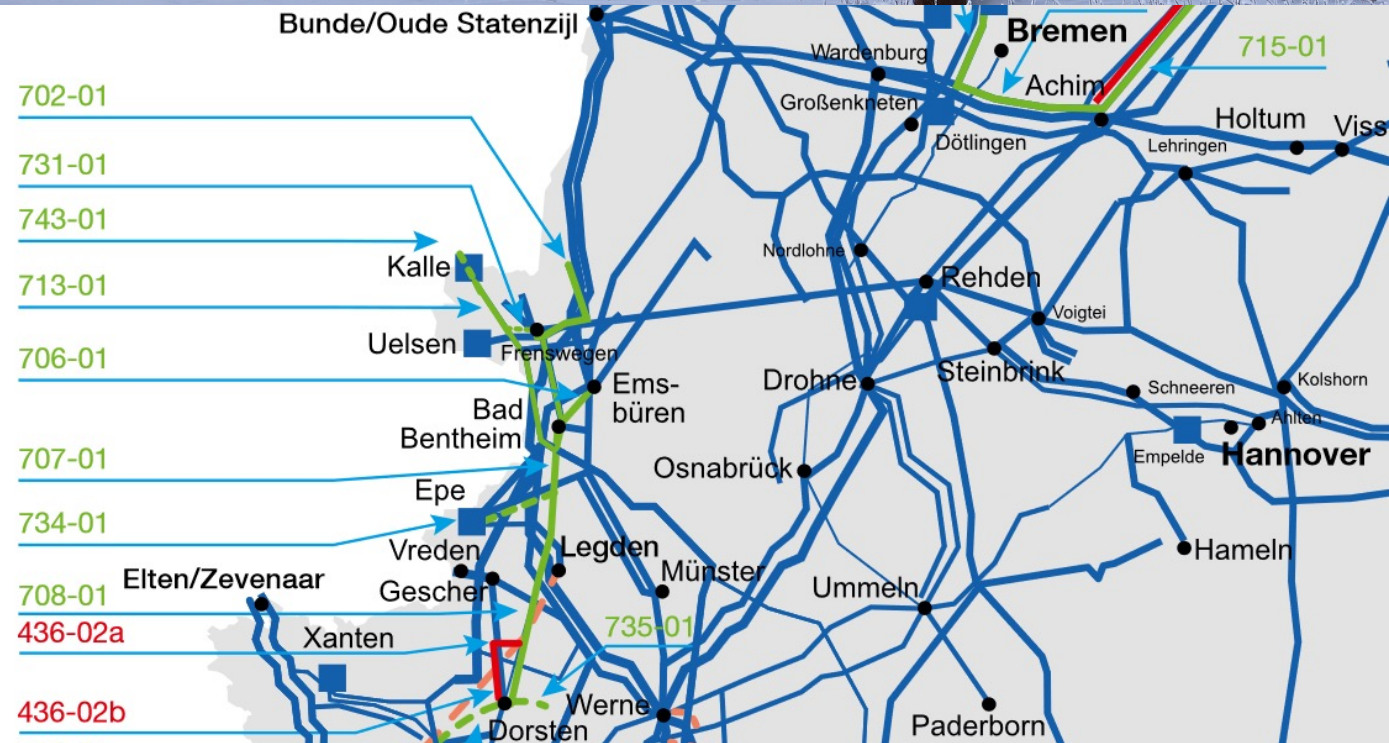 Bunde/Oude Statenzijl
Bremen
Wardenburg
715-01
Achim
702-01
Großenkneten
Holtum
Viss
Dötlingen
Lehringen
731-01
743-01
Nordlohne
Kalle
Rehden
713-01
Voigtei
Uelsen
Frenswegen
706-01
Steinbrink
Drohne
Ems-
büren
Schneeren
Kolshorn
Bad
Bentheim
Ahlten
Empelde
Hannover
707-01
Osnabrück
Epe
734-01
Vreden
Legden
Hameln
Elten/Zevenaar
Gescher
Münster
Ummeln
708-01
436-02a
Xanten
735-01
436-02b
Werne
Dorsten
Paderborn